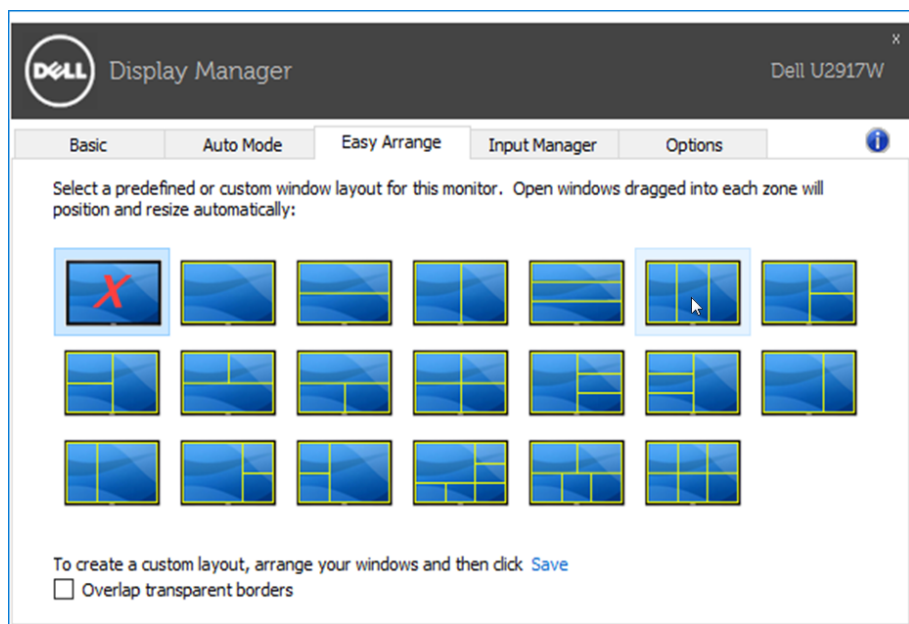 x
DELL Display Manager Dell U2917W
Basic Auto Mode Easy Arrange Input Manager Options
Select a predefined or custom window layout for this monitor. Open windows dragged into each zone will
position and resize automatically:
X
To create a custom layout, arrange your windows and then click Save
Overlap transparent borders